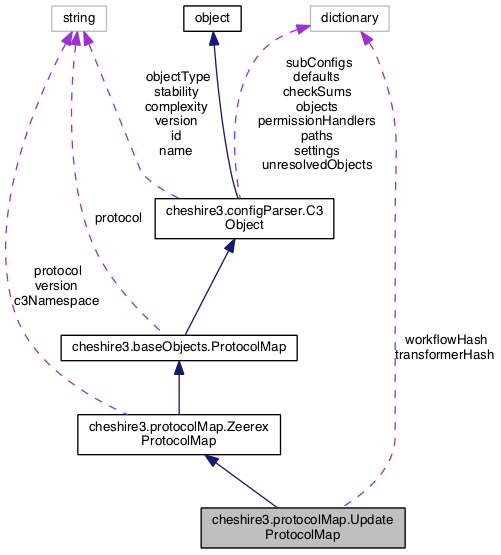 string
object
dictionary
objectType
stability
complexity
version
id
name
subConfigs
defaults
checkSums
objects
permissionHandlers
paths
settings
unresolvedObjects
cheshire3.configParser.C3
Object
protocol
protocol
version
c3Namespace
cheshire3.baseObjects.ProtocolMap
workflowHash
transformerHash
cheshire3.protocolMap.Zeerex
ProtocolMap
cheshire3.protocolMap.Update
ProtocolMap